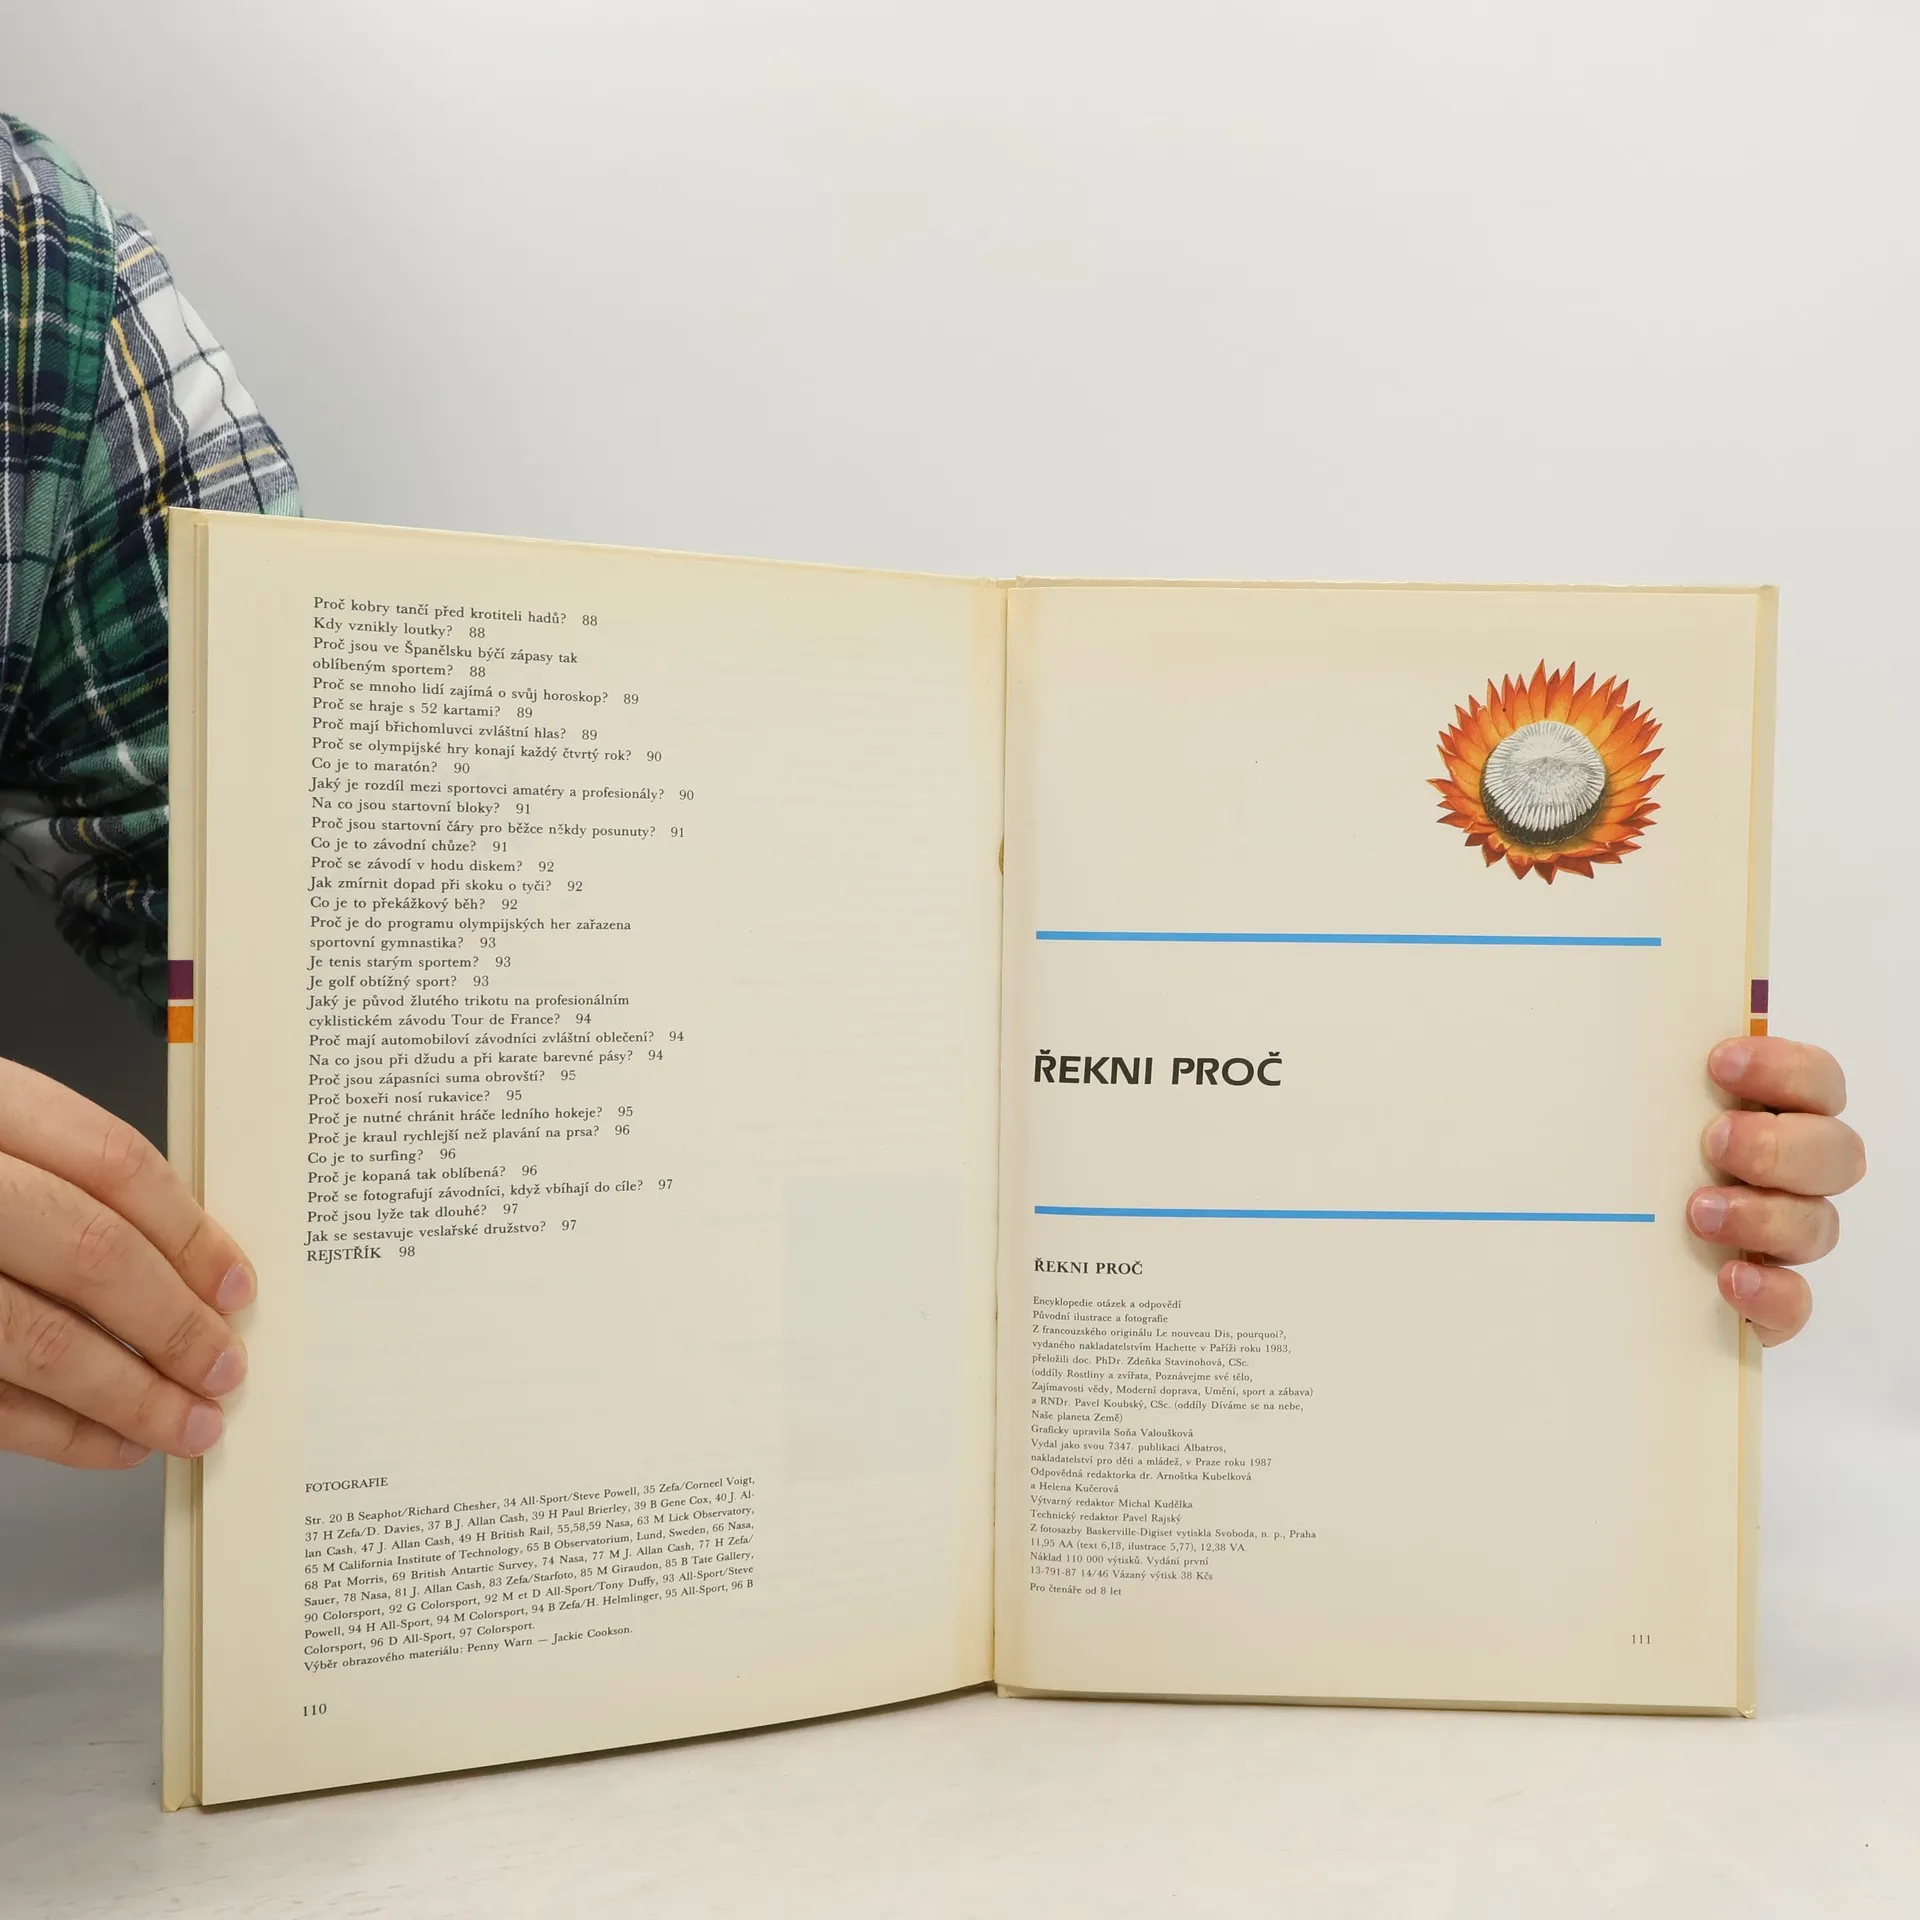 Proč kobry tančí před krotiteli hadů? 88
Kdy vznikly loutky? 88
Proč jsou ve Španělsku býčí zápasy tak
oblíbeným sportem? 88
Proč se mnoho lidí zajímá o svůj horoskop? 89
Proč se hraje s 52 kartami? 89
Proč mají břichomluvci zvláštní hlas? 89
Proč se olympijské hry konají každý čtvrtý rok? 90
Co je to maratón? 90
Jaký je rozdíl mezi sportovci amatéry a profesionály? 90
Na co jsou startovní bloky? 91
Proč jsou startovní čáry pro běžce někdy posunuty? 91
Co je to závodní chůze? 91
Proč se závodí v hodu diskem? 92
Jak zmírnit dopad při skoku o tyči? 92
Co je to překážkový běh? 92
Proč je do programu olympijských her zařazena
sportovní gymnastika? 93
Je tenis starým sportem? 93
Je golf obtížný sport? 93
Jaký je původ žlutého trikotu na profesionálním
cyklistickém závodu Tour de France? 94
Proč mají automobiloví závodníci zvláštní oblečení? 94
Na co jsou při džudu a při karate barevné pásy? 94
Proč jsou zápasníci suma obrovští? 95
Proč boxeři nosí rukavice? 95
Proč je nutné chránit hráče ledního hokeje? 95
Proč je kraul rychlejší než plavání na prsa? 96
Co je to surfing? 96
Proč je kopaná tak oblíbená? 96
Proč se fotografují závodníci, když vbíhají do cíle? 97
Proč jsou lyže tak dlouhé? 97
Jak se sestavuje veslařské družstvo? 97
REJSTŘÍK 98
FOTOGRAFIE
Str. 20 B Seaphot/Richard Chesher, 34 All-Sport/Steve Powell, 35 Zefa/Corneel Voigt,
37 H Zefa/D. Davies, 37 B J. Allan Cash, 39 H Paul Brierley, 39 B Gene Cox, 40 J. Al-
lan Cash, 47 J. Allan Cash, 49 H British Rail, 55,58,59 Nasa, 63 M Lick Observatory,
65 M California Institute of Technology, 65 B Observatorium, Lund, Sweden, 66 Nasa,
68 Pat Morris, 69 British Antartic Survey, 74 Nasa, 77 M J. Allan Cash, 77 H Zefa/
Sauer, 78 Nasa, 81 J. Allan Cash, 83 Zefa/Starfoto, 85 M Giraudon, 85 B Tate Gallery,
90 Colorsport, 92 G Colorsport, 92 M et D All-Sport/Tony Duffy, 93 All-Sport/Steve
Powell, 94 H All-Sport, 94 M Colorsport, 94 B Zefa/H. Helmlinger, 95 All-Sport, 96 B
Colorsport, 96 D All-Sport, 97 Colorsport.
Výběr obrazového materiálu: Penny Warn — Jackie Cookson.
110
ŘEKNI PROČ
ŘEKNI PROČ
Encyklopedie otázek a odpovědí
Původní ilustrace a fotografie
Z francouzského originálu Le nouveau Dis, pourquoi?,
vydaného nakladatelstvím Hachette v Paříži roku 1983,
přeložili doc. PhDr. Zdeňka Stavinohová, CSc.
(oddíly Rostliny a zvířata, Poznávejme své tělo,
Zajímavosti vědy, Moderní doprava, Umění, sport a zábava)
a RNDr. Pavel Koubský, CSc. (oddíly Díváme se na nebe,
Naše planeta Země)
Graficky upravila Soňa Valoušková
Vydal jako svou 7347. publikaci Albatros,
nakladatelství pro děti a mládež, v Praze roku 1987
Odpovědná redaktorka dr. Arnoštka Kubelková
a Helena Kučerová
Výtvarný redaktor Michal Kudělka
Technický redaktor Pavel Rajský
Z fotosazby Baskerville-Digiset vytiskla Svoboda, n. p., Praha
11,95 AA (text 6,18, ilustrace 5,77), 12,38 VA
Náklad 110 000 výtisků. Vydání první
13-791-87 14/46 Vázaný výtisk 38 Kčs
Pro čtenáře od 8 let
111